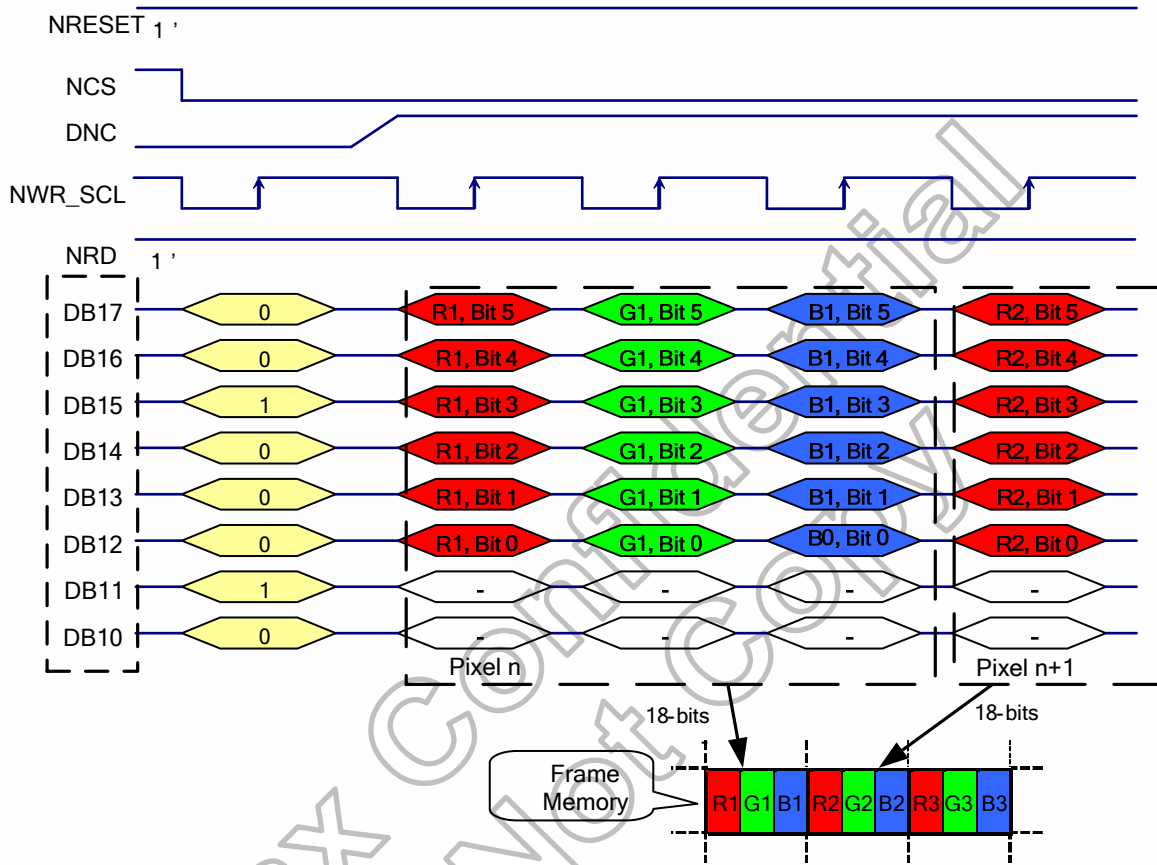 NRESET 1 '
NCS
DNC
NWR_SCL
NRD 1 '
DB17 0 R1, Bit 5 G1, Bit 5 B1, Bit 5 R2, Bit 5
DB16 0 R1, Bit 4 G1, Bit 4 B1, Bit 4 R2, Bit 4
DB15 1 R1, Bit 3 G1, Bit 3 B1, Bit 3 R2, Bit 3
DB14 0 R1, Bit 2 G1, Bit 2 B1, Bit 2 R2, Bit 2
DB13 0 R1, Bit 1 G1, Bit 1 B1, Bit 1 R2, Bit 1
DB12 0 R1, Bit 0 G1, Bit 0 B0, Bit 0 R2, Bit 0
DB11 1 - - - -
DB10 0 - - - -
Pixel n Pixel n+1
18-bits 18-bits
Frame
Memory
R1 G1 B1 R2 G2 B2 R3 G3 B3
Confidential
Not Copy